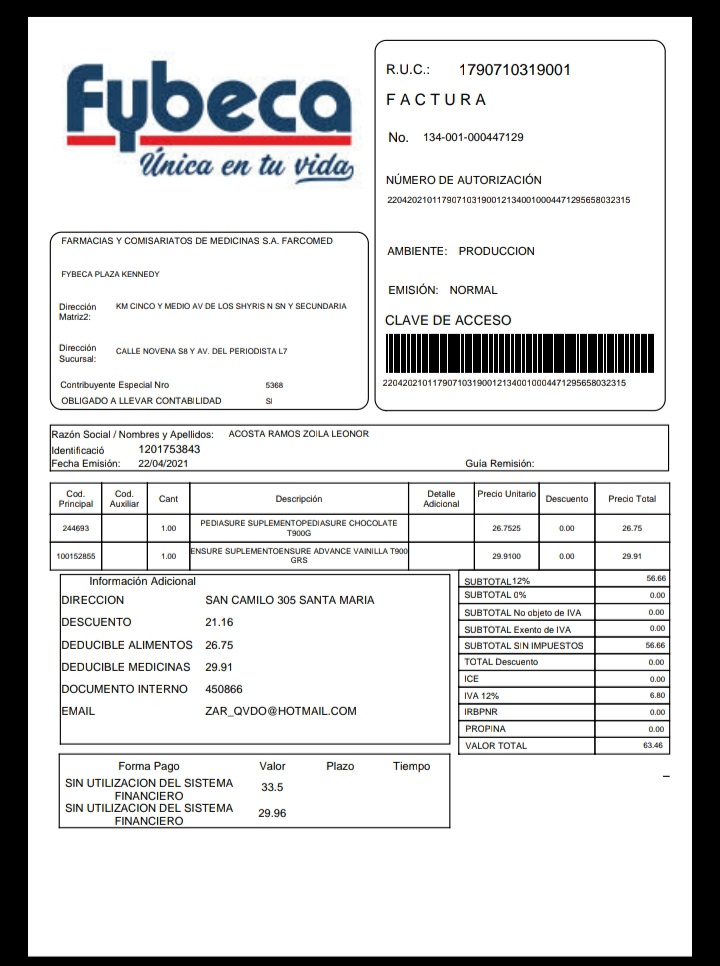 Fybeca
Única en tu vida
R.U.C.: 1790710319001
F A C T U R A
No. 134-001-000447129
NÚMERO DE AUTORIZACIÓN
2204202101179071031900121340010004471295658032315
AMBIENTE: PRODUCCION
EMISIÓN: NORMAL
CLAVE DE ACCESO
2204202101179071031900121340010004471295658032315
FARMACIAS Y COMISARIATOS DE MEDICINAS S.A. FARCOMED
FYBECA PLAZA KENNEDY
Dirección Matriz2: KM CINCO Y MEDIO AV DE LOS SHYRIS N SN Y SECUNDARIA
Dirección Sucursal: CALLE NOVENA S8 Y AV. DEL PERIODISTA L7
Contribuyente Especial Nro 5368
OBLIGADO A LLEVAR CONTABILIDAD SI
Razón Social / Nombres y Apellidos: ACOSTA RAMOS ZOILA LEONOR
Identificació 1201753843
Fecha Emisión: 22/04/2021 Guía Remisión:
Cod. Principal Cod. Auxiliar Cant Descripción Detalle Adicional Precio Unitario Descuento Precio Total
244693 1.00 PEDIASURE SUPLEMENTOPEDIASURE CHOCOLATE T900G 26.7525 0.00 26.75
100152855 1.00 ENSURE SUPLEMENTOENSURE ADVANCE VAINILLA T900 GRS 29.9100 0.00 29.91
Información Adicional
DIRECCION SAN CAMILO 305 SANTA MARIA
DESCUENTO 21.16
DEDUCIBLE ALIMENTOS 26.75
DEDUCIBLE MEDICINAS 29.91
DOCUMENTO INTERNO 450866
EMAIL ZAR_QVDO@HOTMAIL.COM
SUBTOTAL 12% 56.66
SUBTOTAL 0% 0.00
SUBTOTAL No objeto de IVA 0.00
SUBTOTAL Exento de IVA 0.00
SUBTOTAL SIN IMPUESTOS 56.66
TOTAL Descuento 0.00
ICE 0.00
IVA 12% 6.80
IRBPNR 0.00
PROPINA 0.00
VALOR TOTAL 63.46
Forma Pago Valor Plazo Tiempo
SIN UTILIZACION DEL SISTEMA FINANCIERO 33.5
SIN UTILIZACION DEL SISTEMA FINANCIERO 29.96